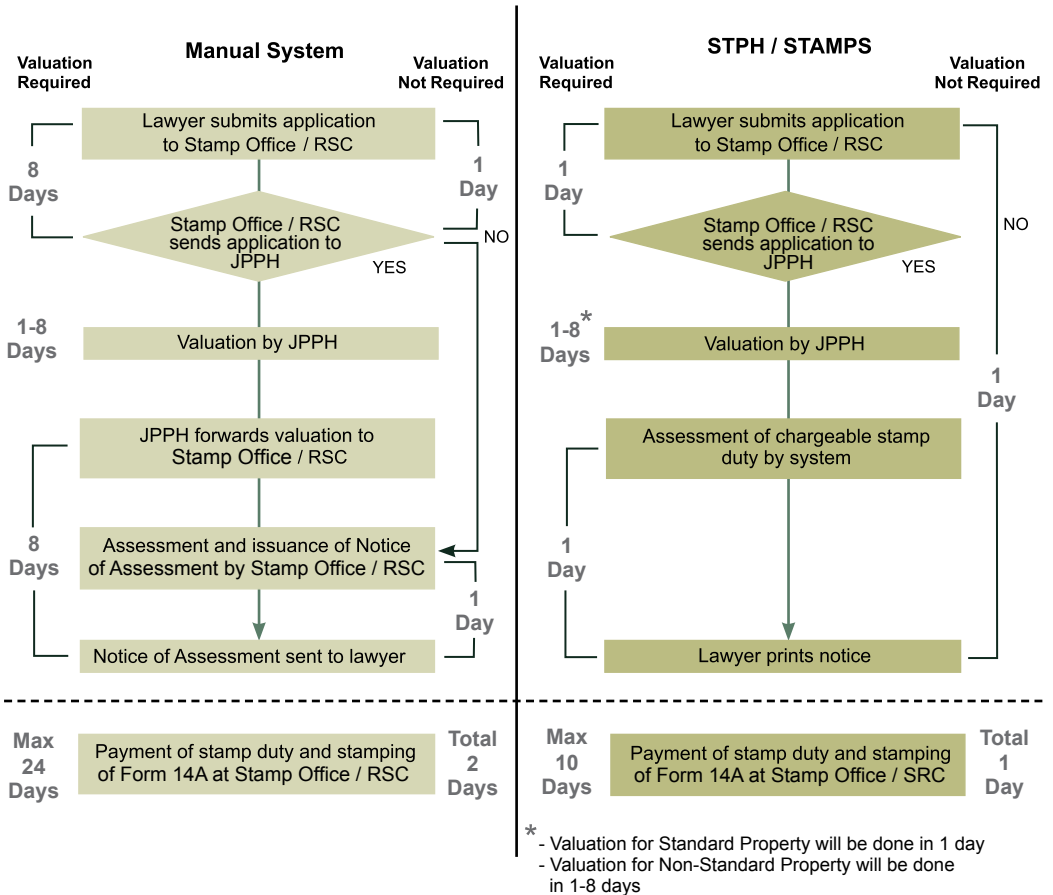 Manual System
Valuation
Required
Valuation
Not Required
Lawyer submits application
to Stamp Office / RSC
8
Days
1
Day
Stamp Office / RSC
sends application to
JPPH
NO
YES
1-8
Days
Valuation by JPPH
JPPH forwards valuation to
Stamp Office / RSC
8
Days
Assessment and issuance of Notice
of Assessment by Stamp Office / RSC
1
Day
Notice of Assessment sent to lawyer
Max
24
Days
Payment of stamp duty and stamping
of Form 14A at Stamp Office / RSC
Total
2
Days
STPH / STAMPS
Valuation
Required
Valuation
Not Required
Lawyer submits application
to Stamp Office / RSC
1
Day
Stamp Office / RSC
sends application to
JPPH
NO
YES
1-8*
Days
Valuation by JPPH
1
Day
Assessment of chargeable stamp
duty by system
1
Day
Lawyer prints notice
Max
10
Days
Payment of stamp duty and stamping
of Form 14A at Stamp Office / SRC
Total
1
Day
* - Valuation for Standard Property will be done in 1 day
- Valuation for Non-Standard Property will be done
in 1-8 days